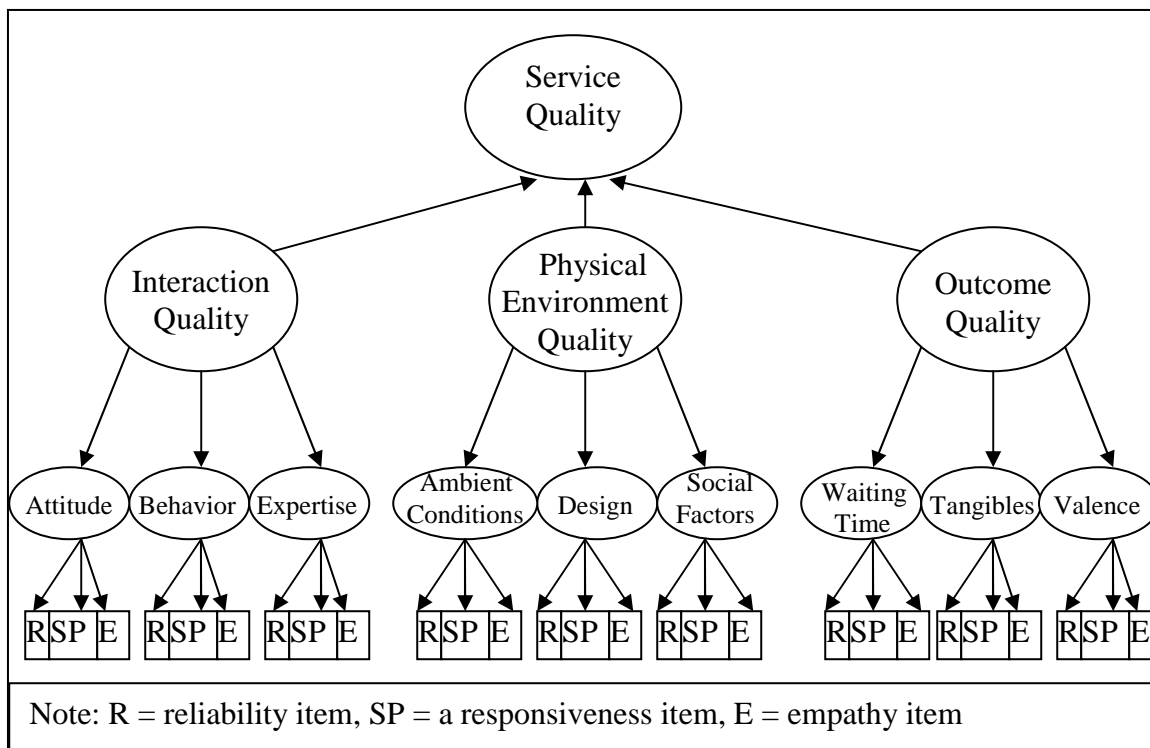 Service
Quality
Interaction
Quality
Physical
Environment
Quality
Outcome
Quality
Attitude
Behavior
Expertise
Ambient
Conditions
Design
Social
Factors
Waiting
Time
Tangibles
Valence
R SP E
R SP E
R SP E
R SP E
R SP E
R SP E
R SP E
R SP E
R SP E
Note: R = reliability item, SP = a responsiveness item, E = empathy item